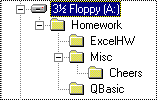 3½ Floppy (A:)
Homework
ExcelHW
Misc
Cheers
QBasic